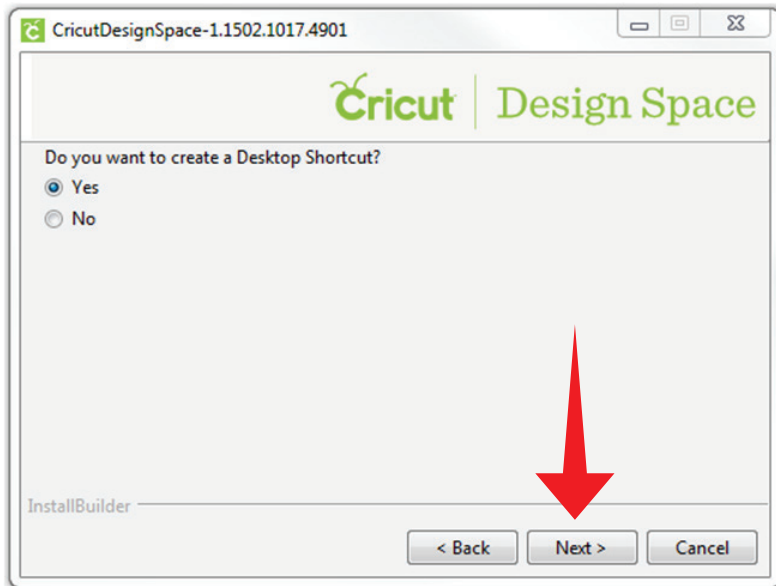 CricutDesignSpace-1.1502.1017.4901
Cricut Design Space
Do you want to create a Desktop Shortcut?
Yes
No
InstallBuilder
< Back Next > Cancel